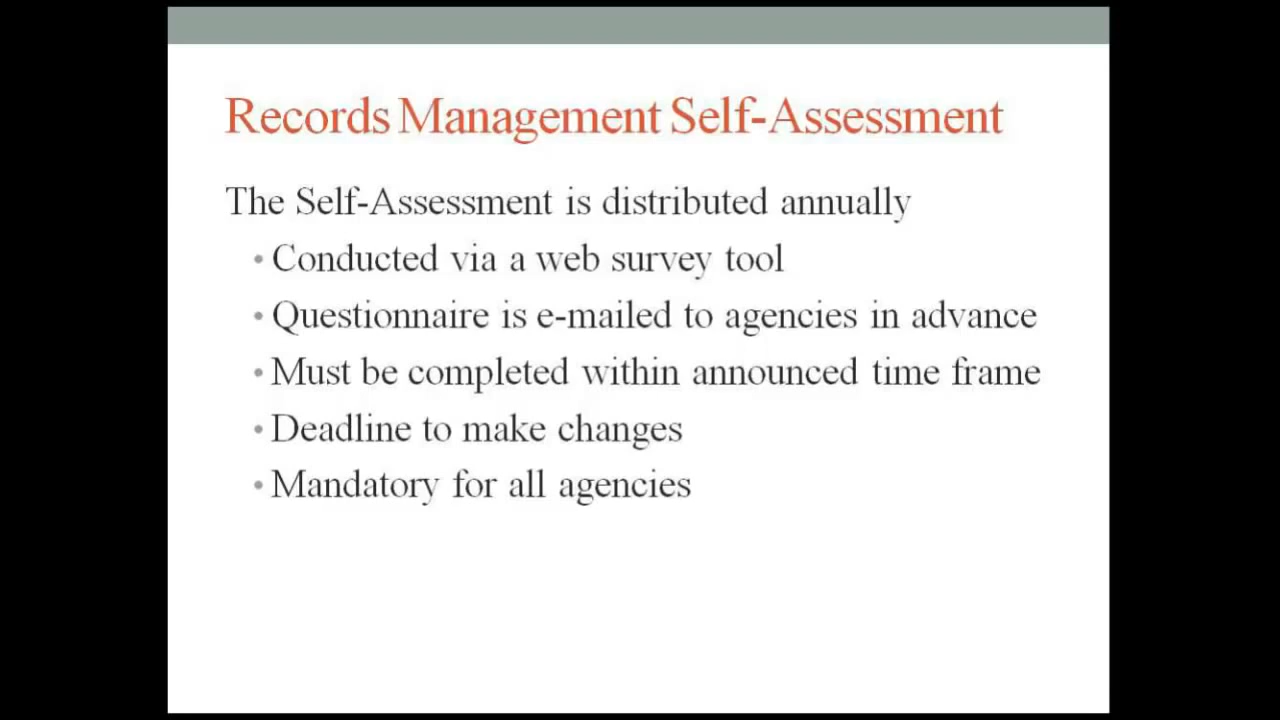 Records Management Self-Assessment
The Self-Assessment is distributed annually
• Conducted via a web survey tool
• Questionnaire is e-mailed to agencies in advance
• Must be completed within announced time frame
• Deadline to make changes
• Mandatory for all agencies